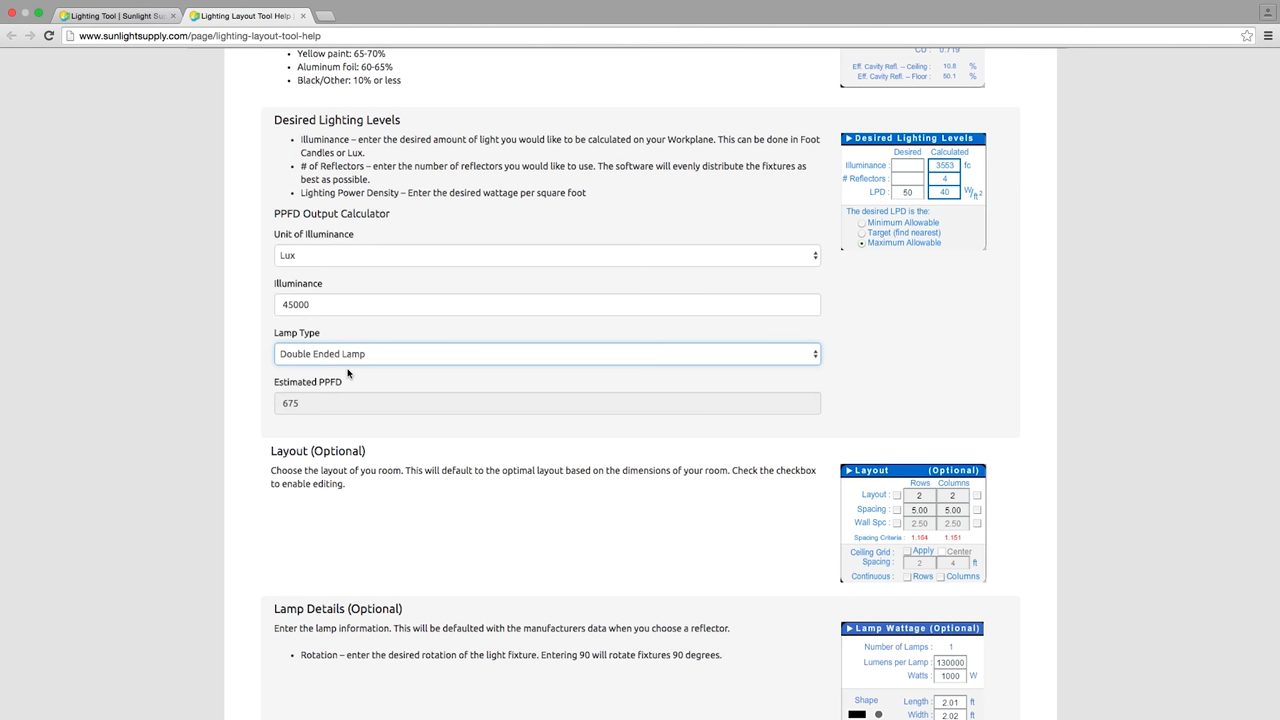 Lighting Tool | Sunlight Su
Lighting Layout Tool Help |
www.sunlightsupply.com/page/lighting-layout-tool-help
Yellow paint: 65-70%
Aluminum foil: 60-65%
Black/Other: 10% or less
CU : 0.719
Eff. Cavity Refl. – Ceiling : 10.8 %
Eff. Cavity Refl. – Floor : 50.1 %
Desired Lighting Levels
Illuminance – enter the desired amount of light you would like to be calculated on your Workplane. This can be done in Foot
Candles or Lux.
# of Reflectors – enter the number of reflectors you would like to use. The software will evenly distribute the fixtures as
best as possible.
Lighting Power Density – Enter the desired wattage per square foot
PPFD Output Calculator
Unit of Illuminance
Lux
Illuminance
45000
Lamp Type
Double Ended Lamp
Estimated PPFD
675
Desired Lighting Levels
Desired Calculated
Illuminance : 3553 fc
# Reflectors : 4
LPD : 50 40 W/ft²
The desired LPD is the:
Minimum Allowable
Target (find nearest)
Maximum Allowable
Layout (Optional)
Choose the layout of you room. This will default to the optimal layout based on the dimensions of your room. Check the checkbox
to enable editing.
Layout (Optional)
Rows Columns
Layout : 2 2
Spacing : 5.00 5.00
Wall Spc : 2.50 2.50
Spacing Criteria : 1.164 1.151
Ceiling Grid : Apply Center
Spacing : 2 4 ft
Continuous : Rows Columns
Lamp Details (Optional)
Enter the lamp information. This will be defaulted with the manufacturers data when you choose a reflector.
Rotation – enter the desired rotation of the light fixture. Entering 90 will rotate fixtures 90 degrees.
Lamp Wattage (Optional)
Number of Lamps : 1
Lumens per Lamp : 130000
Watts : 1000 W
Shape Length : 2.01 ft
Width : 2.02 ft